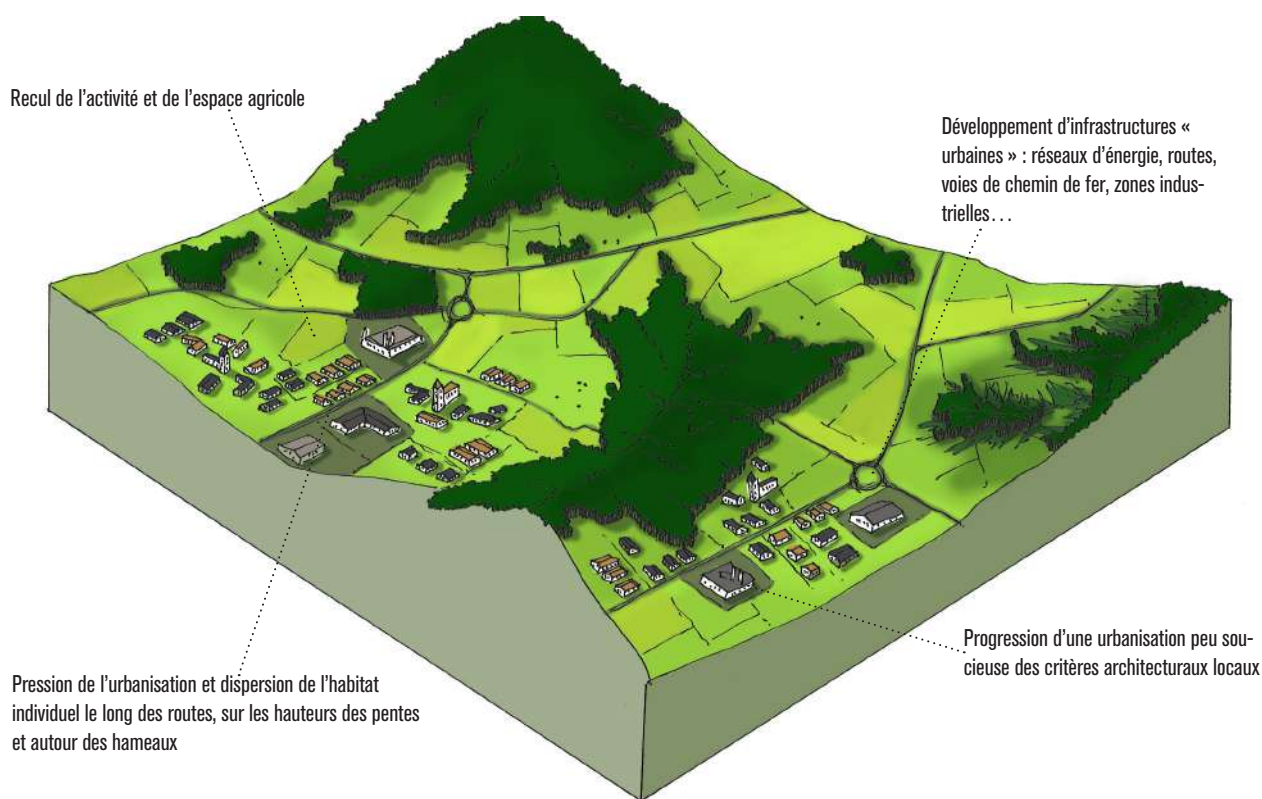 Recul de l’activité et de l’espace agricole
Développement d’infrastructures «
urbaines » : réseaux d’énergie, routes,
voies de chemin de fer, zones indus-
trielles…
Progression d’une urbanisation peu sou-
cieuse des critères architecturaux locaux
Pression de l’urbanisation et dispersion de l’habitat
individuel le long des routes, sur les hauteurs des pentes
et autour des hameaux